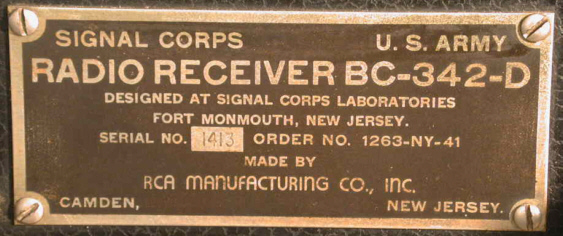 SIGNAL CORPS U. S. ARMY
RADIO RECEIVER BC-342-D
DESIGNED AT SIGNAL CORPS LABORATORIES
FORT MONMOUTH, NEW JERSEY.
SERIAL NO. 1413 ORDER NO. 1263-NY-41
MADE BY
RCA MANUFACTURING CO., INC.
CAMDEN, NEW JERSEY.